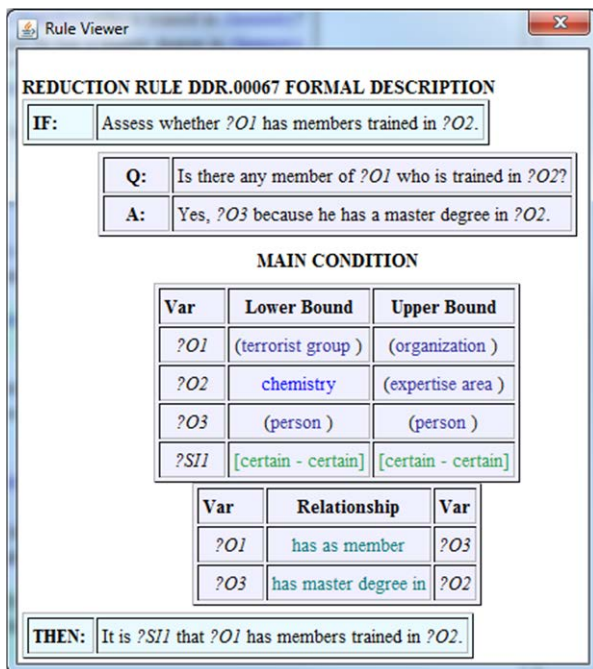 Rule Viewer
X
REDUCTION RULE DDR.00067 FORMAL DESCRIPTION
IF: Assess whether ?O1 has members trained in ?O2.
Q: Is there any member of ?O1 who is trained in ?O2?
A: Yes, ?O3 because he has a master degree in ?O2.
MAIN CONDITION
Var Lower Bound Upper Bound
?O1 (terrorist group ) (organization )
?O2 chemistry (expertise area )
?O3 (person ) (person )
?SI1 [certain - certain] [certain - certain]
Var Relationship Var
?O1 has as member ?O3
?O3 has master degree in ?O2
THEN: It is ?SI1 that ?O1 has members trained in ?O2.